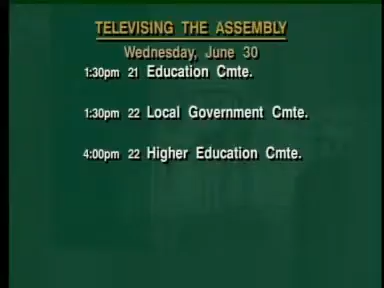 TELEVISING THE ASSEMBLY
Wednesday, June 30
1:30pm 21 Education Cmte.
1:30pm 22 Local Government Cmte.
4:00pm 22 Higher Education Cmte.